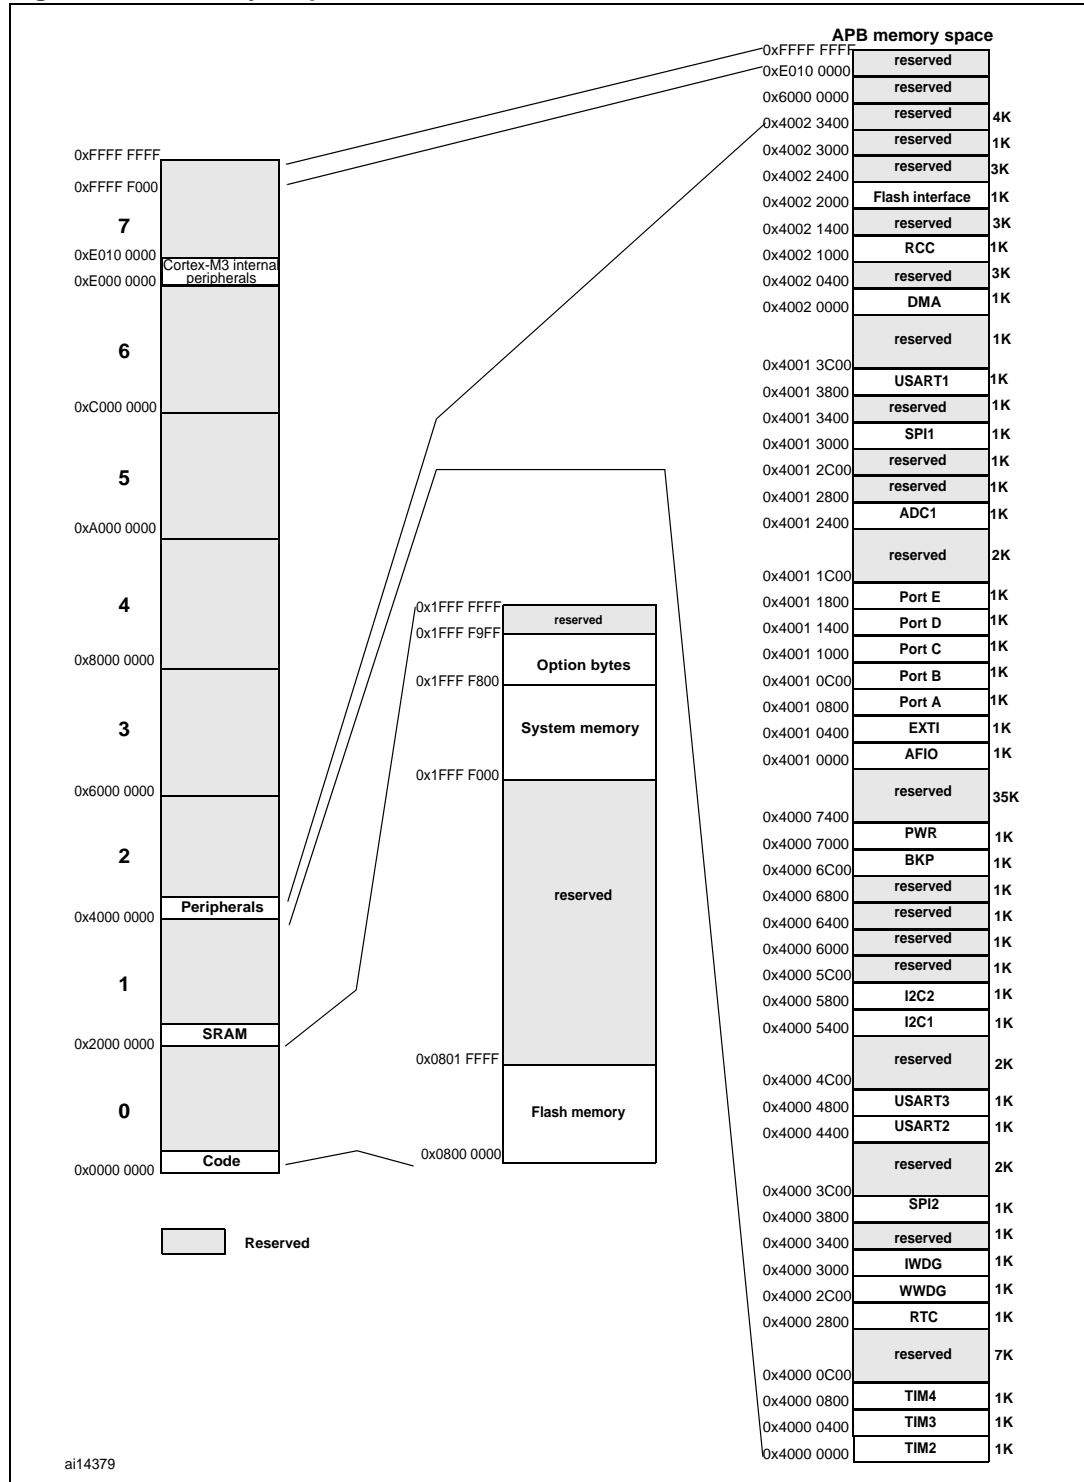 APB memory space
0xFFFF FFFF
reserved
0xE010 0000
reserved
0x6000 0000
reserved
4K
0x4002 3400
reserved
1K
0x4002 3000
reserved
3K
0x4002 2400
Flash interface
1K
0x4002 2000
reserved
3K
0x4002 1400
RCC
1K
0x4002 1000
reserved
3K
0x4002 0400
DMA
1K
0x4002 0000
reserved
1K
0x4001 3C00
USART1
1K
0x4001 3800
reserved
1K
0x4001 3400
SPI1
1K
0x4001 3000
reserved
1K
0x4001 2C00
reserved
1K
0x4001 2800
ADC1
1K
0x4001 2400
reserved
2K
0x4001 1C00
Port E
1K
0x4001 1800
Port D
1K
0x4001 1400
Port C
1K
0x4001 1000
Port B
1K
0x4001 0C00
Port A
1K
0x4001 0800
EXTI
1K
0x4001 0400
AFIO
1K
0x4001 0000
reserved
35K
0x4000 7400
PWR
1K
0x4000 7000
BKP
1K
0x4000 6C00
reserved
1K
0x4000 6800
reserved
1K
0x4000 6400
reserved
1K
0x4000 6000
reserved
1K
0x4000 5C00
I2C2
1K
0x4000 5800
I2C1
1K
0x4000 5400
reserved
2K
0x4000 4C00
USART3
1K
0x4000 4800
USART2
1K
0x4000 4400
reserved
2K
0x4000 3C00
SPI2
1K
0x4000 3800
reserved
1K
0x4000 3400
IWDG
1K
0x4000 3000
WWDG
1K
0x4000 2C00
RTC
1K
0x4000 2800
reserved
7K
0x4000 0C00
TIM4
1K
0x4000 0800
TIM3
1K
0x4000 0400
TIM2
1K
0x4000 0000
0xFFFF FFFF
0xFFFF F000
7
0xE010 0000
Cortex-M3 internal
peripherals
0xE000 0000
6
0xC000 0000
5
0xA000 0000
4
0x8000 0000
3
0x6000 0000
2
Peripherals
0x4000 0000
1
SRAM
0x2000 0000
0
Code
0x0000 0000
0x1FFF FFFF
reserved
0x1FFF F9FF
Option bytes
0x1FFF F800
System memory
0x1FFF F000
reserved
0x0801 FFFF
Flash memory
0x0800 0000
Reserved
ai14379